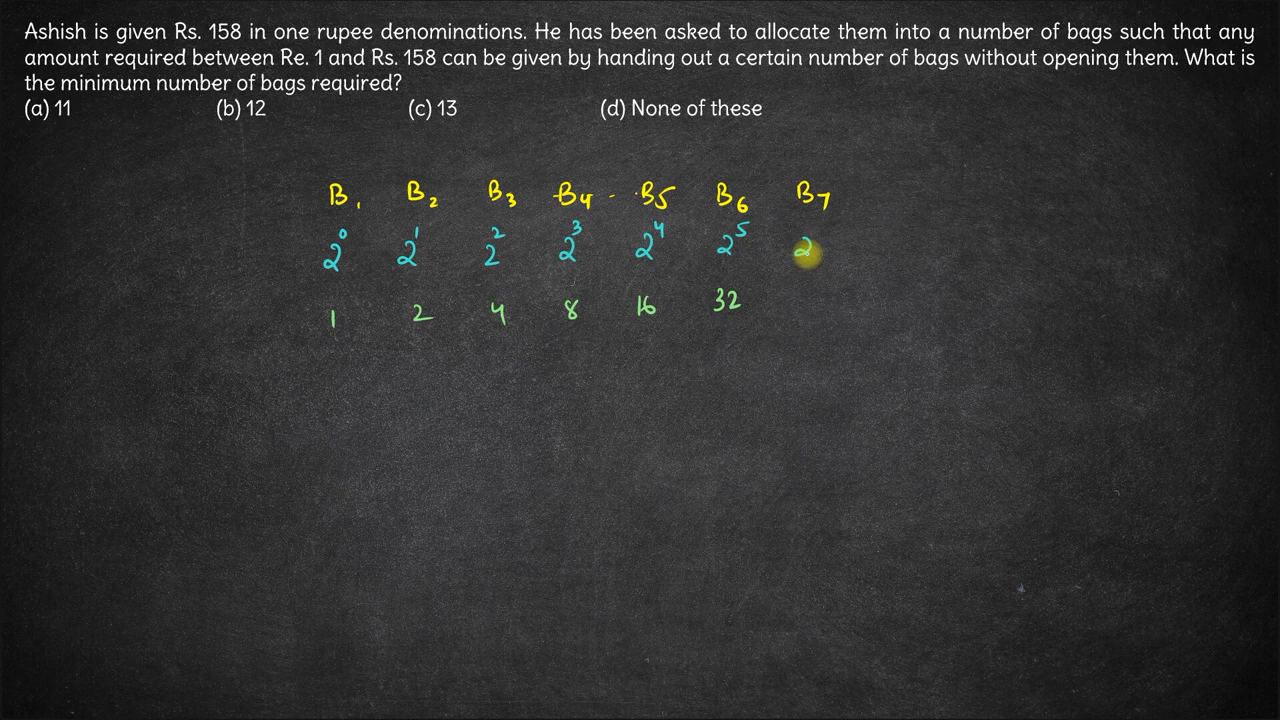 Ashish is given Rs. 158 in one rupee denominations. He has been asked to allocate them into a number of bags such that any
amount required between Re. 1 and Rs. 158 can be given by handing out a certain number of bags without opening them. What is
the minimum number of bags required?
(a) 11 (b) 12 (c) 13 (d) None of these
B₁ B₂ B₃ B₄ B₅ B₆ B₇
2⁰ 2¹ 2² 2³ 2⁴ 2⁵ 2
1 2 4 8 16 32